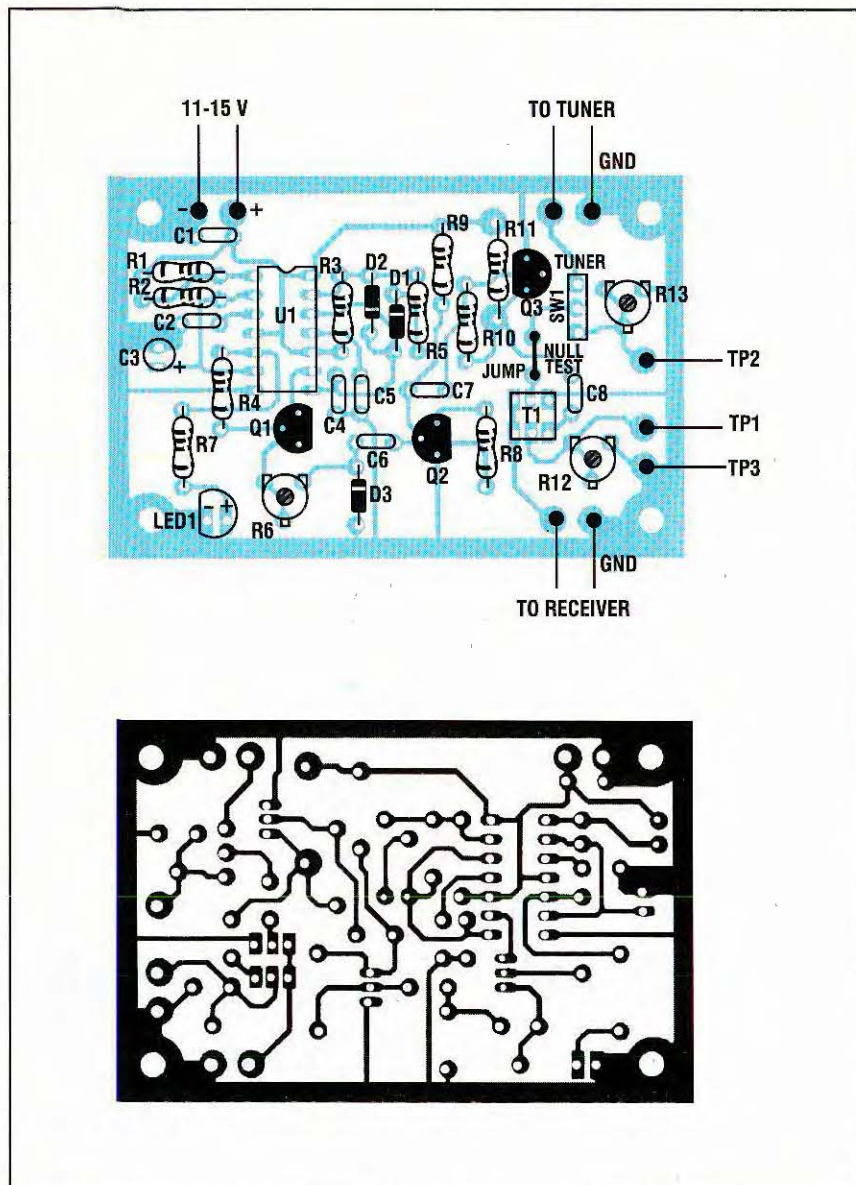 11-15 V
TO TUNER
GND
- +
C1
R9
R11
R1
R3
D2
D1
TUNER
R2
U1
Q3
SW1
R13
C2
R5
R10
C3
+
NULL
TEST
JUMP
TP2
R4
C4
C5
C7
C8
T1
TP1
Q1
R7
C6
Q2
R8
R12
TP3
D3
LED1
- +
R6
GND
TO RECEIVER